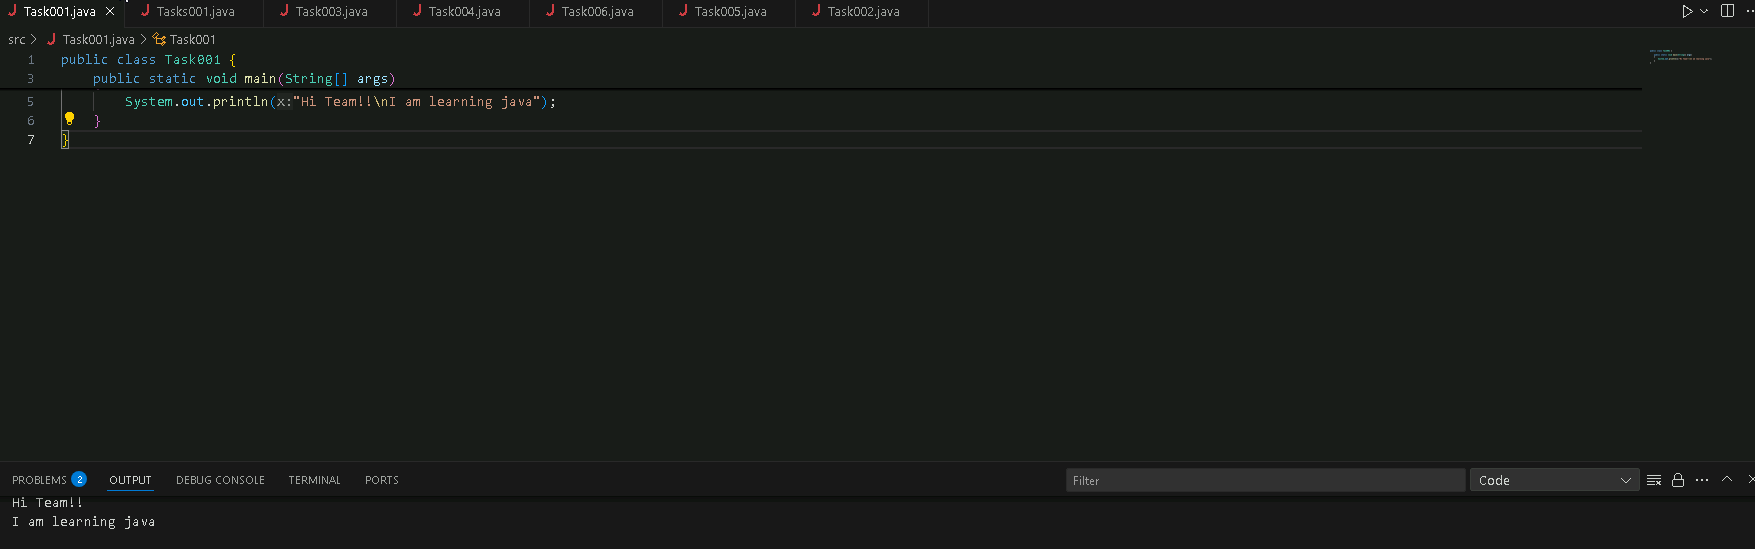 Task001.java Tasks001.java Task003.java Task004.java Task006.java Task005.java Task002.java
src > Task001.java > Task001
1 public class Task001 {
3 public static void main(String[] args)
5 System.out.println(x:"Hi Team!!\nI am learning java");
6 }
7 }
PROBLEMS 2 OUTPUT DEBUG CONSOLE TERMINAL PORTS Filter Code
Hi Team!!
I am learning java